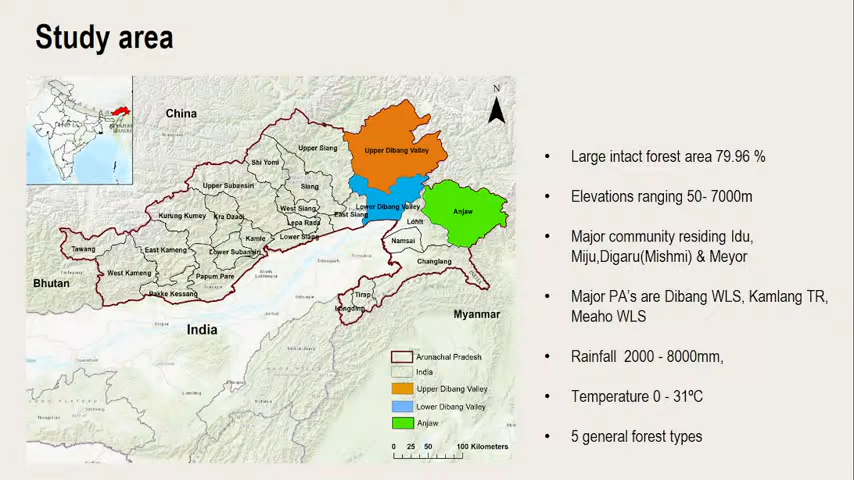 Study area
China
N
Upper Dibang Valley
Upper Siang
Shi Yomi
Upper Subansiri
Siang
Lower Dibang Valley
Anjaw
West Siang
East Siang
Kurung Kumey
Kra Daadi
Lepa Rada
Lohit
Kamle
Lower Siang
Namsai
Tawang
East Kameng
Lower Subansiri
Changlang
West Kameng
Papum Pare
Bhutan
Pakke Kessang
Tirap
Longding
India
Myanmar
Arunachal Pradesh
India
Upper Dibang Valley
Lower Dibang Valley
Anjaw
0 25 50 100 Kilometers
• Large intact forest area 79.96 %
• Elevations ranging 50- 7000m
• Major community residing Idu,
Miju,Digaru(Mishmi) & Meyor
• Major PA's are Dibang WLS, Kamlang TR,
Meaho WLS
• Rainfall 2000 - 8000mm,
• Temperature 0 - 31ºC
• 5 general forest types